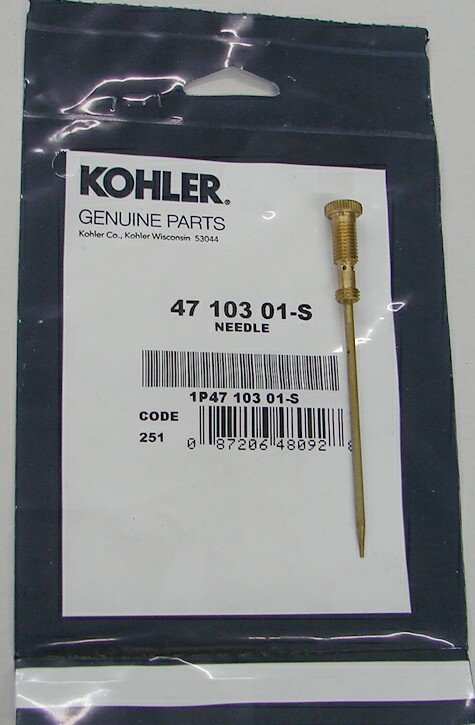 KOHLER®
GENUINE PARTS
Kohler Co., Kohler Wisconsin 53044
47 103 01-S
NEEDLE
1P47 103 01-S
CODE
251
0 87206 48092 8